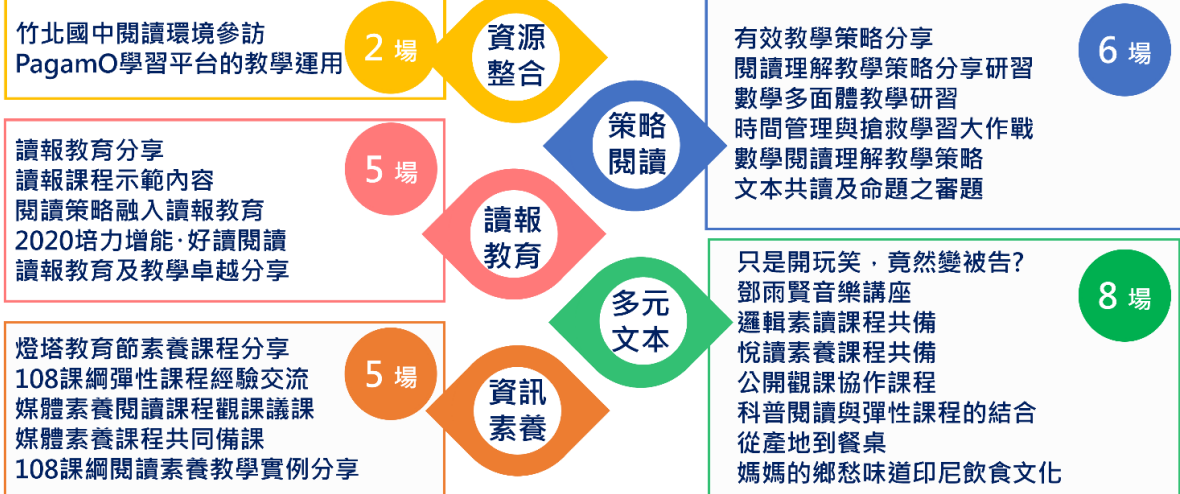 竹北國中閱讀環境參訪
PagamO學習平台的教學運用
2 場
資源
整合
策略
閱讀
有效教學策略分享
閱讀理解教學策略分享研習
數學多面體教學研習
時間管理與搶救學習大作戰
數學閱讀理解教學策略
文本共讀及命題之審題
6 場
讀報教育分享
讀報課程示範內容
閱讀策略融入讀報教育
2020培力增能·好讀閱讀
讀報教育及教學卓越分享
5 場
讀報
教育
多元
文本
只是開玩笑，竟然變被告?
鄧雨賢音樂講座
邏輯素讀課程共備
悅讀素養課程共備
公開觀課協作課程
科普閱讀與彈性課程的結合
從產地到餐桌
媽媽的鄉愁味道印尼飲食文化
8 場
燈塔教育節素養課程分享
108課綱彈性課程經驗交流
媒體素養閱讀課程觀課議課
媒體素養課程共同備課
108課綱閱讀素養教學實例分享
5 場
資訊
素養